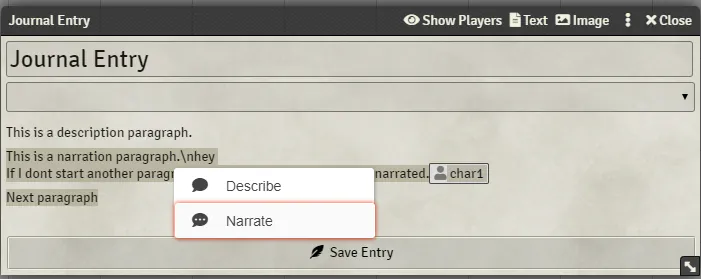 Journal Entry Show Players Text Image Close
Journal Entry
This is a description paragraph.
This is a narration paragraph.\nhey
If I dont start another paragr narrated. char1
Describe
Next paragraph
Narrate
Save Entry